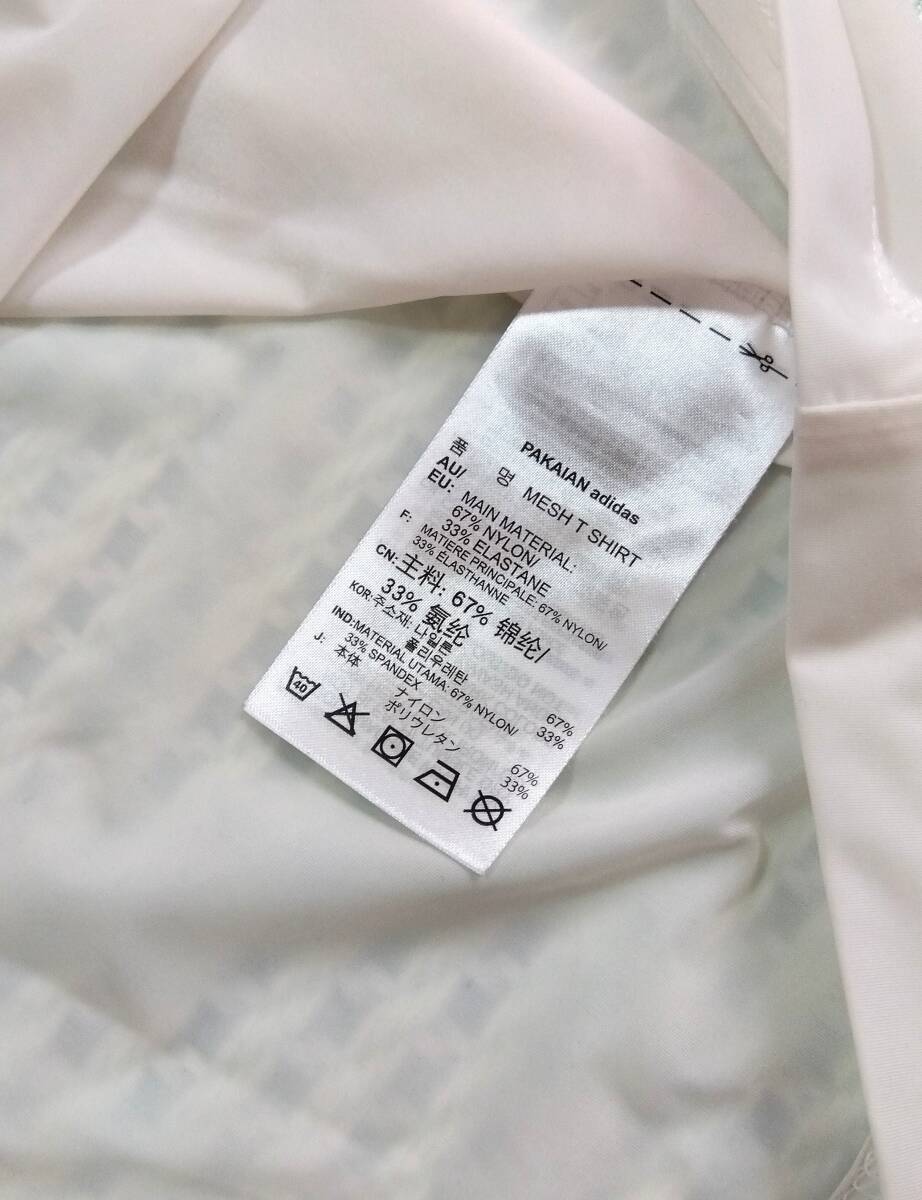 PAKAIAN adidas
품 명 MESH T SHIRT
AU/
EU: MAIN MATERIAL:
67% NYLON/
33% ELASTANE
F: MATIERE PRINCIPALE: 67% NYLON/
33% ÉLASTHANNE
CN: 主料: 67% 锦纶/
33% 氨纶
KOR: 주소재: 나일론 67%
폴리우레탄 33%
IND: MATERIAL UTAMA: 67% NYLON/
33% SPANDEX
J: 本体 ナイロン 67%
ポリウレタン 33%
40